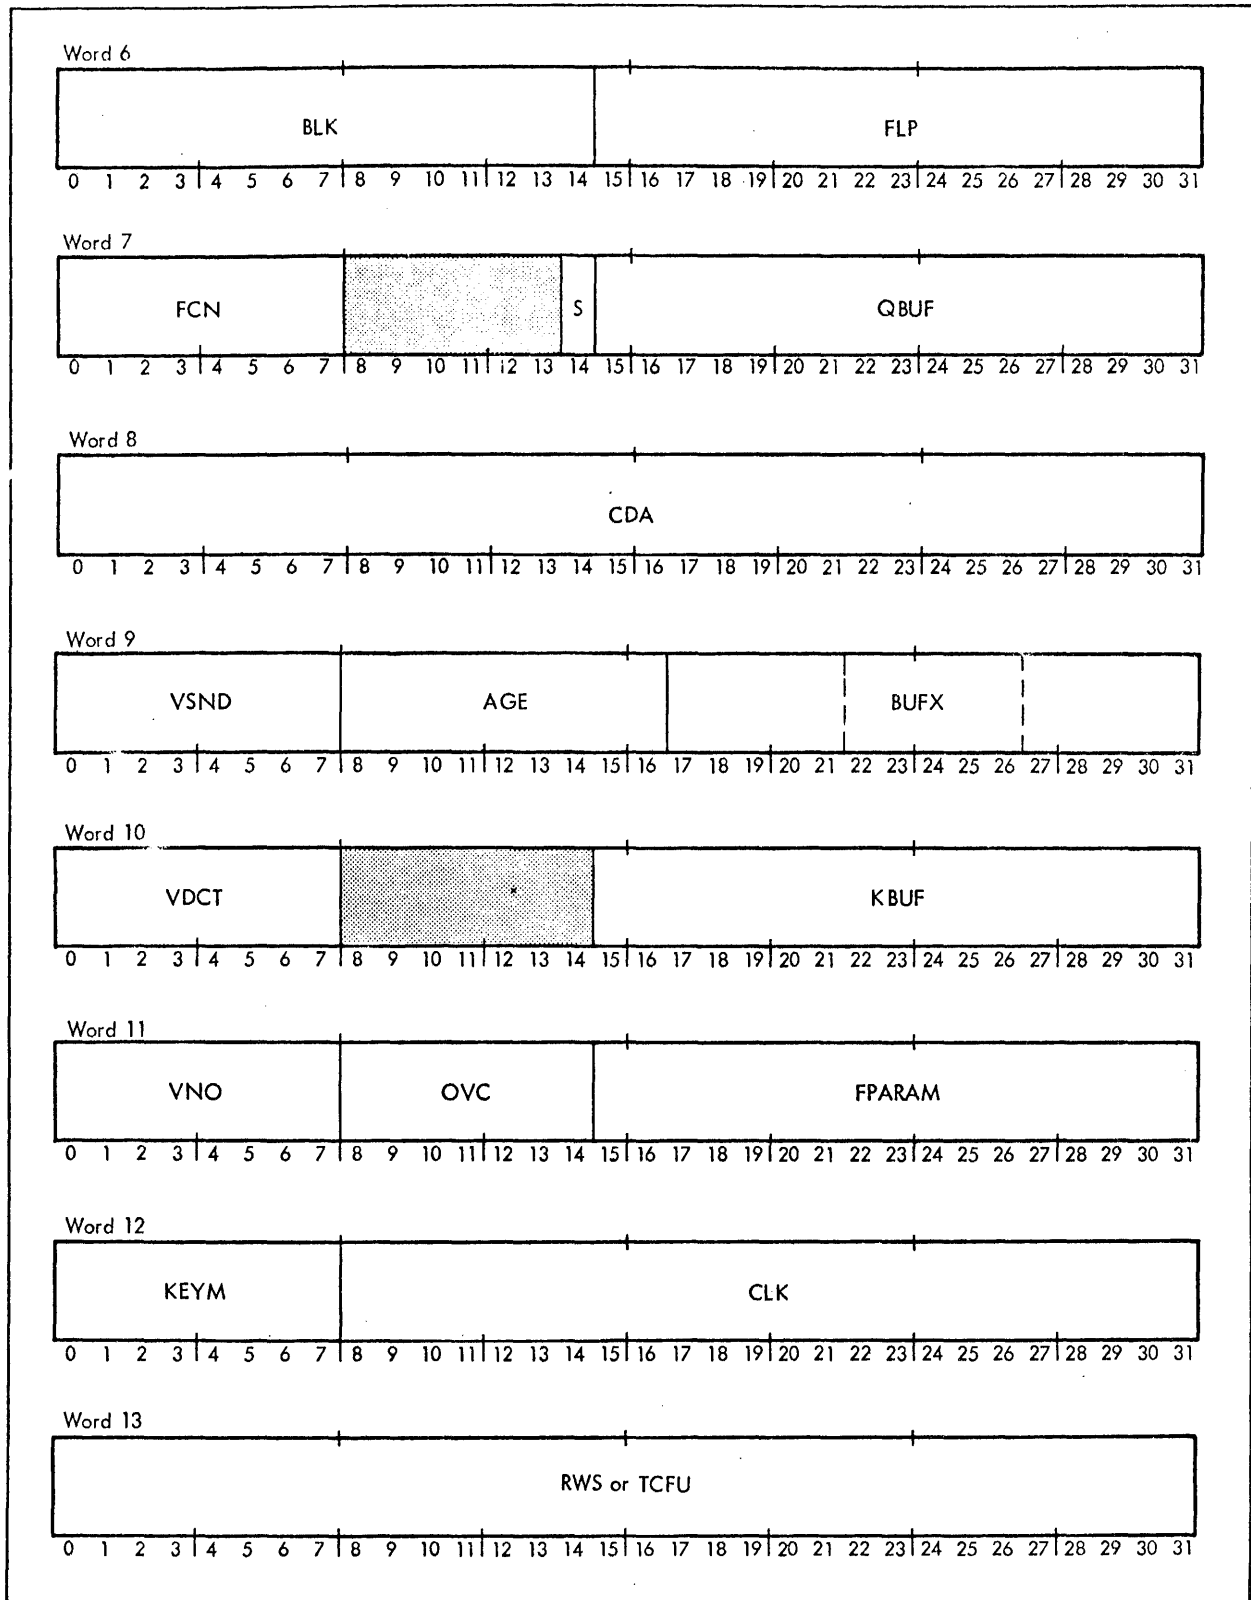 Word 6
BLK FLP
0 1 2 3 4 5 6 7 8 9 10 11 12 13 14 15 16 17 18 19 20 21 22 23 24 25 26 27 28 29 30 31
Word 7
FCN S QBUF
0 1 2 3 4 5 6 7 8 9 10 11 12 13 14 15 16 17 18 19 20 21 22 23 24 25 26 27 28 29 30 31
Word 8
CDA
0 1 2 3 4 5 6 7 8 9 10 11 12 13 14 15 16 17 18 19 20 21 22 23 24 25 26 27 28 29 30 31
Word 9
VSND AGE BUFX
0 1 2 3 4 5 6 7 8 9 10 11 12 13 14 15 16 17 18 19 20 21 22 23 24 25 26 27 28 29 30 31
Word 10
VDCT KBUF
0 1 2 3 4 5 6 7 8 9 10 11 12 13 14 15 16 17 18 19 20 21 22 23 24 25 26 27 28 29 30 31
Word 11
VNO OVC FPARAM
0 1 2 3 4 5 6 7 8 9 10 11 12 13 14 15 16 17 18 19 20 21 22 23 24 25 26 27 28 29 30 31
Word 12
KEYM CLK
0 1 2 3 4 5 6 7 8 9 10 11 12 13 14 15 16 17 18 19 20 21 22 23 24 25 26 27 28 29 30 31
Word 13
RWS or TCFU
0 1 2 3 4 5 6 7 8 9 10 11 12 13 14 15 16 17 18 19 20 21 22 23 24 25 26 27 28 29 30 31